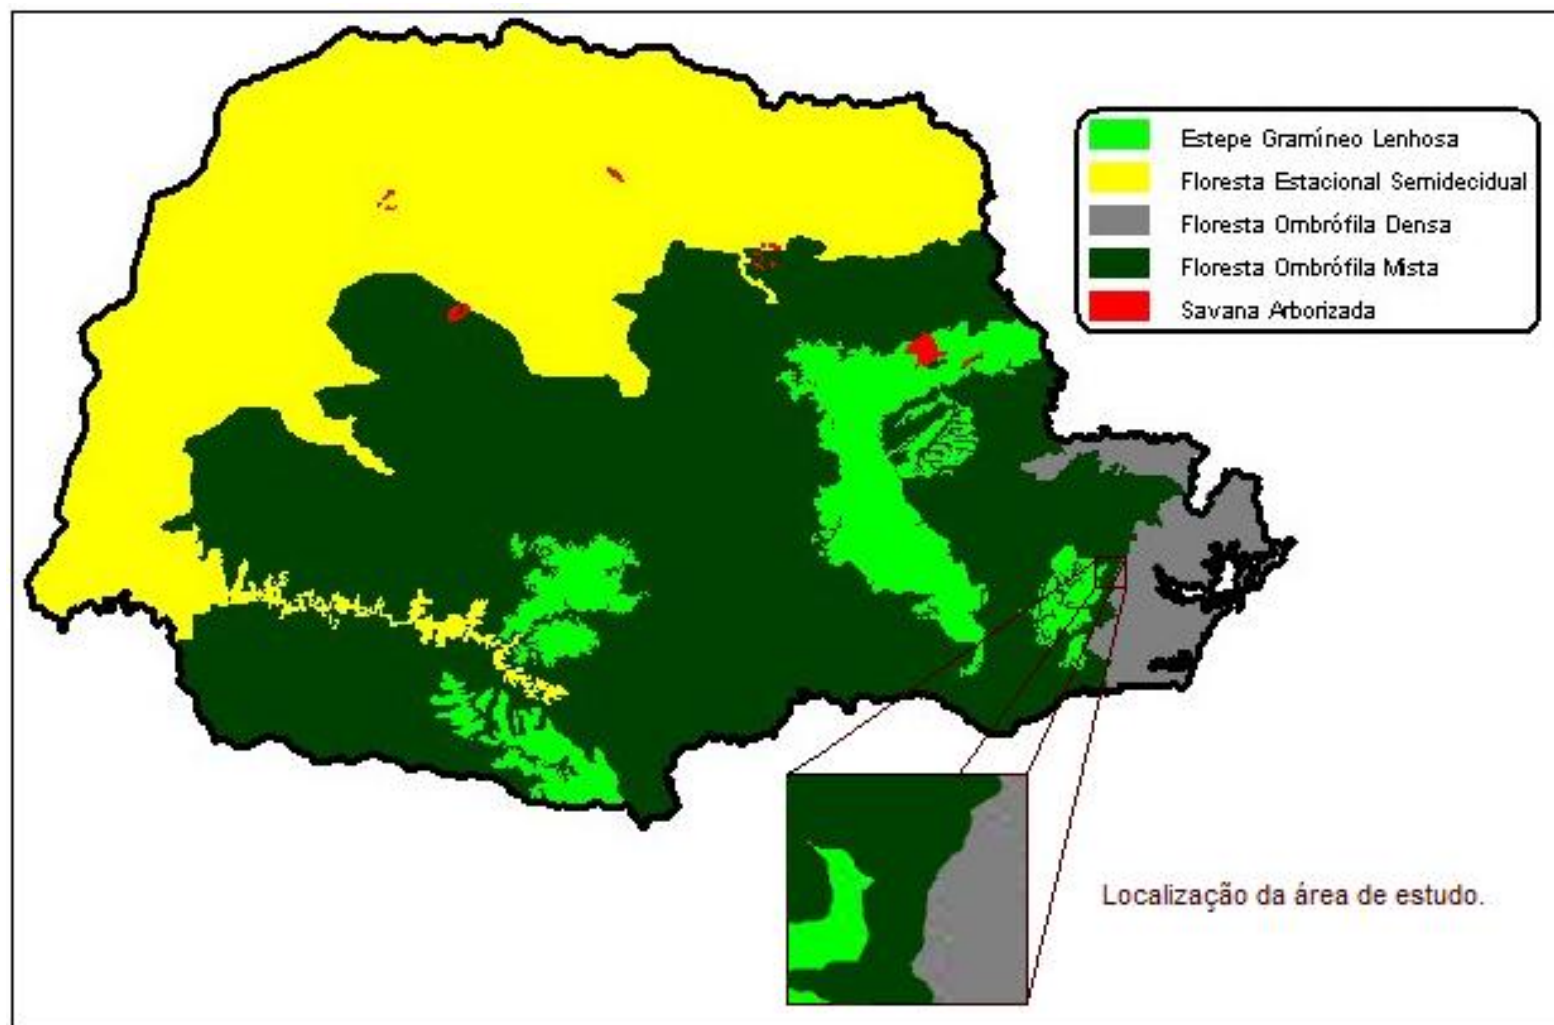 Estepe Gramíneo Lenhosa
Floresta Estacional Semidecidual
Floresta Ombrófila Densa
Floresta Ombrófila Mista
Savana Arborizada
Localização da área de estudo.